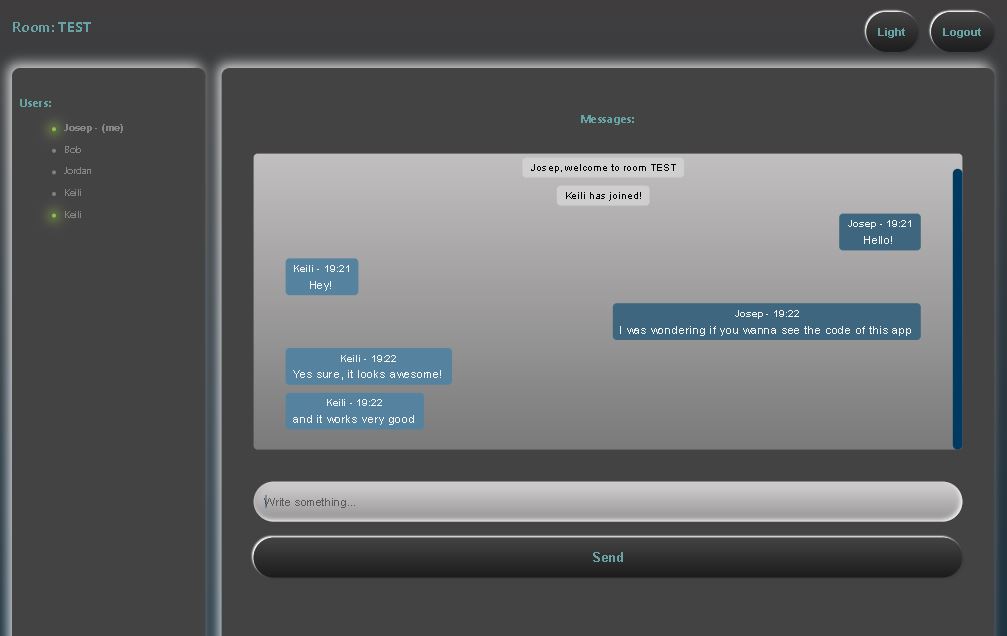 Room: TEST
Light
Logout
Users:
Josep - (me)
Bob
Jordan
Keili
Keili
Messages:
Josep, welcome to room TEST
Keili has joined!
Josep - 19:21
Hello!
Keili - 19:21
Hey!
Josep - 19:22
I was wondering if you wanna see the code of this app
Keili - 19:22
Yes sure, it looks awesome!
Keili - 19:22
and it works very good
Write something...
Send